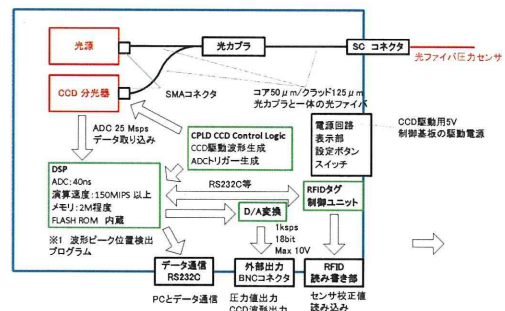 光源
光カプラ
SC コネクタ
光ファイバ圧力センサ
CCD 分光器
SMAコネクタ
コア50μm/クラッド125μm
光カプラと一体の光ファイバ
ADC 25 Msps
データ取り込み
CPLD CCD Control Logic
CCD駆動波形生成
ADCトリガー生成
電源回路
表示部
設定ボタン
スイッチ
CCD駆動用5V
制御基板の駆動電源
DSP
ADC:40ns
演算速度:150MIPS 以上
メモリ:2M程度
FLASH ROM 内蔵
RS232C等
RFIDタグ
制御ユニット
D/A変換
1ksps
18bit
Max 10V
※1 波形ピーク位置検出
プログラム
データ通信
RS232C
外部出力
BNCコネクタ
RFID
読み書き部
PCとデータ通信
圧力値出力
CCD波形出力
センサ校正値
読み込み